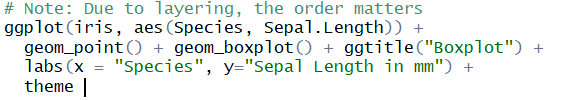 # Note: Due to layering, the order matters
ggplot(iris, aes(Species, Sepal.Length)) +
  geom_point() + geom_boxplot() + ggtitle("Boxplot") +
  labs(x = "Species", y="Sepal Length in mm") +
  theme